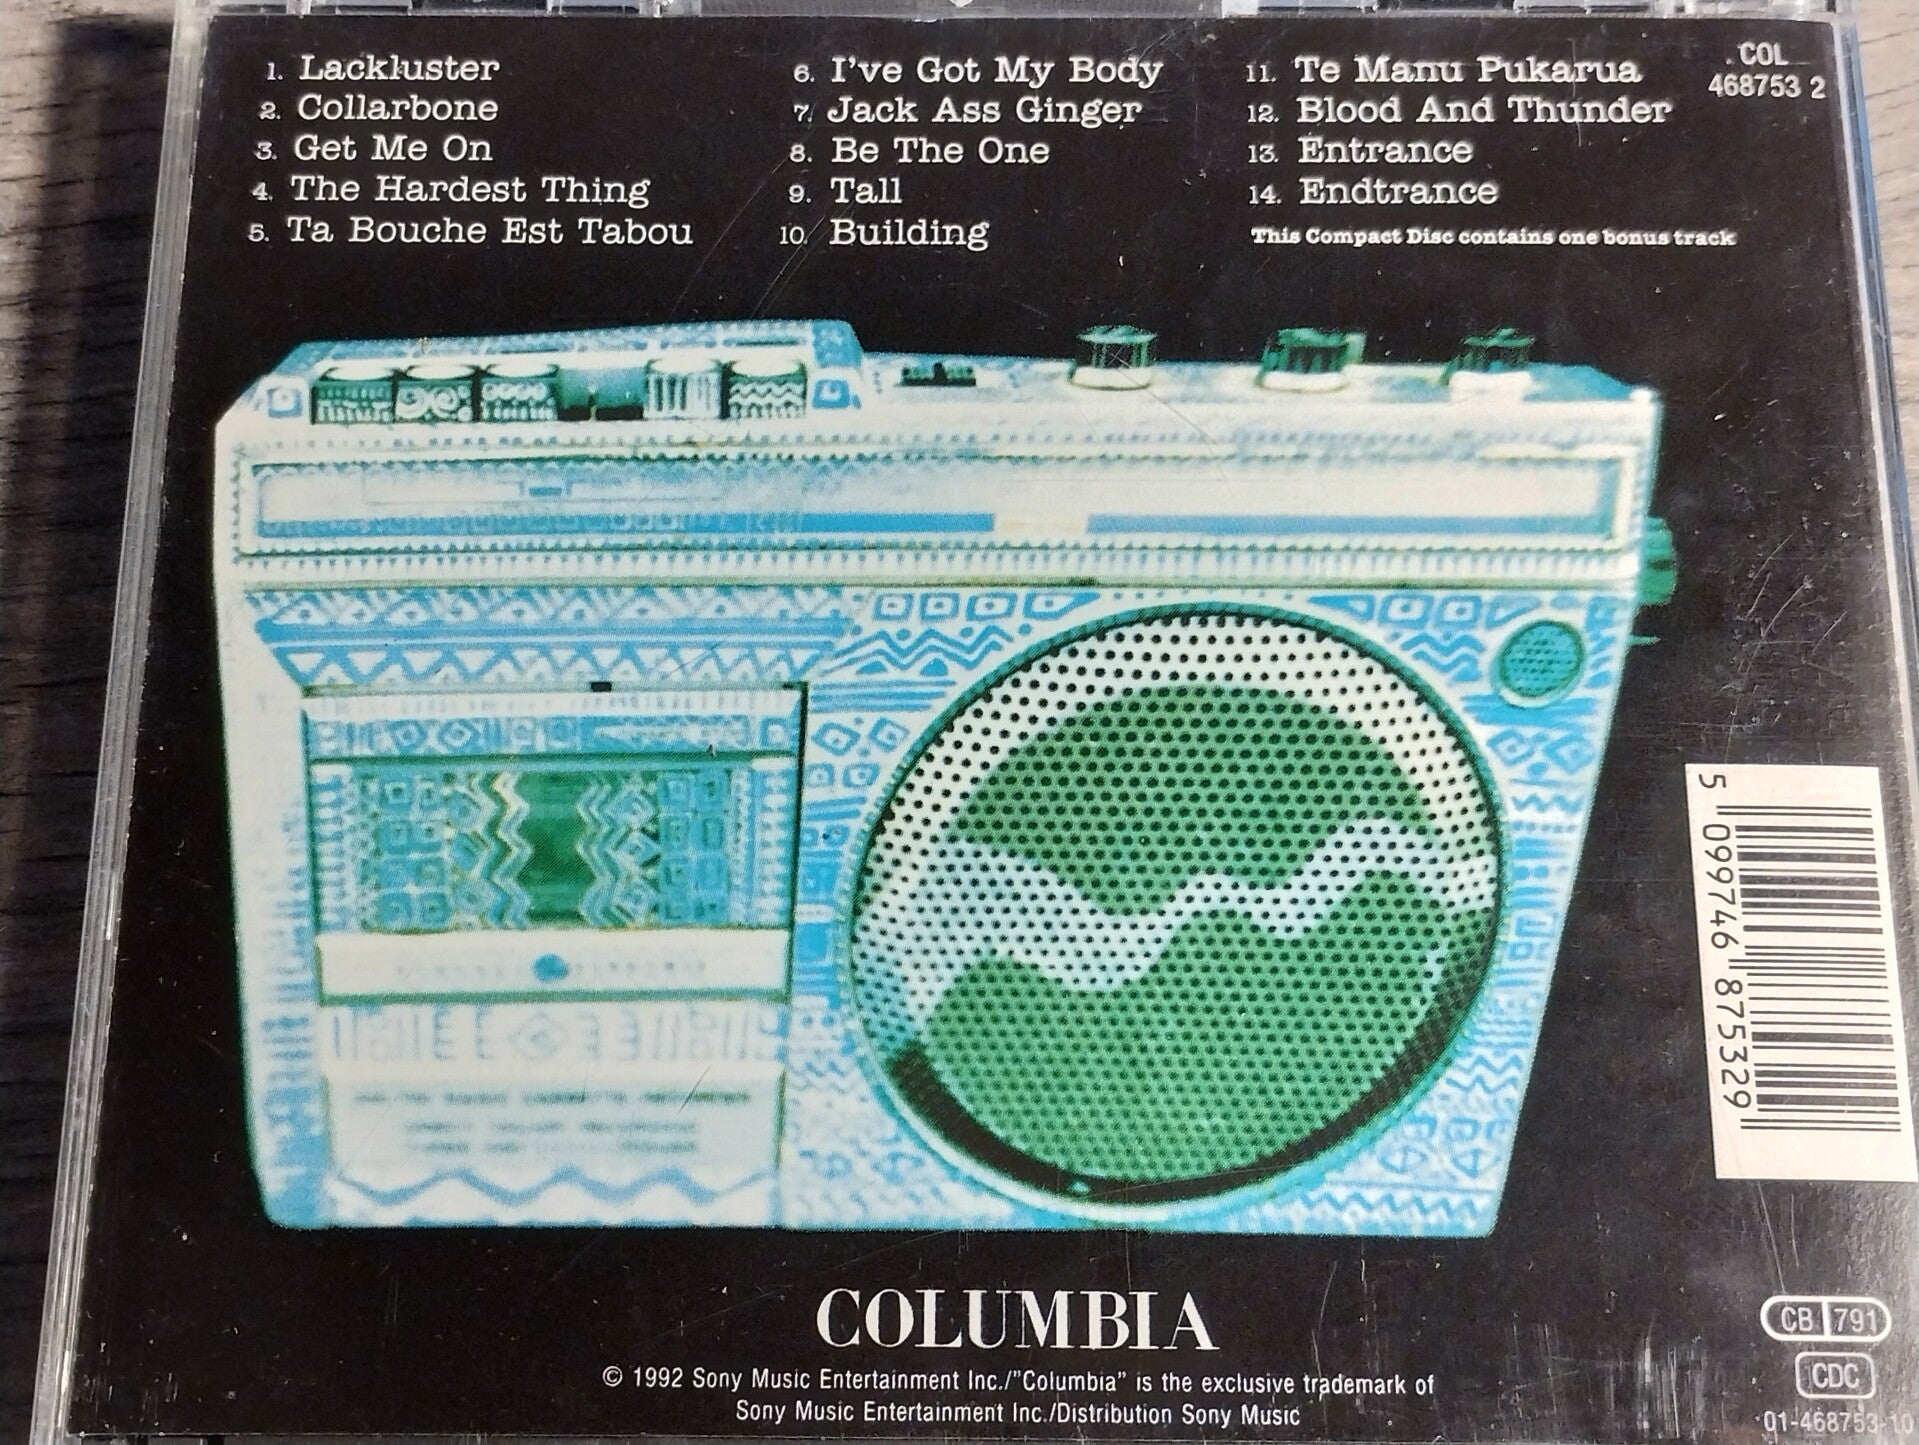 1. Lackluster
2. Collarbone
3. Get Me On
4. The Hardest Thing
5. Ta Bouche Est Tabou
6. I've Got My Body
7. Jack Ass Ginger
8. Be The One
9. Tall
10. Building
11. Te Manu Pukarua
12. Blood And Thunder
13. Entrance
14. Endtrance
This Compact Disc contains one bonus track
COL
468753 2
5 099746 875329
COLUMBIA
© 1992 Sony Music Entertainment Inc./"Columbia" is the exclusive trademark of
Sony Music Entertainment Inc./Distribution Sony Music
CB 791
CDC
01-468753-10